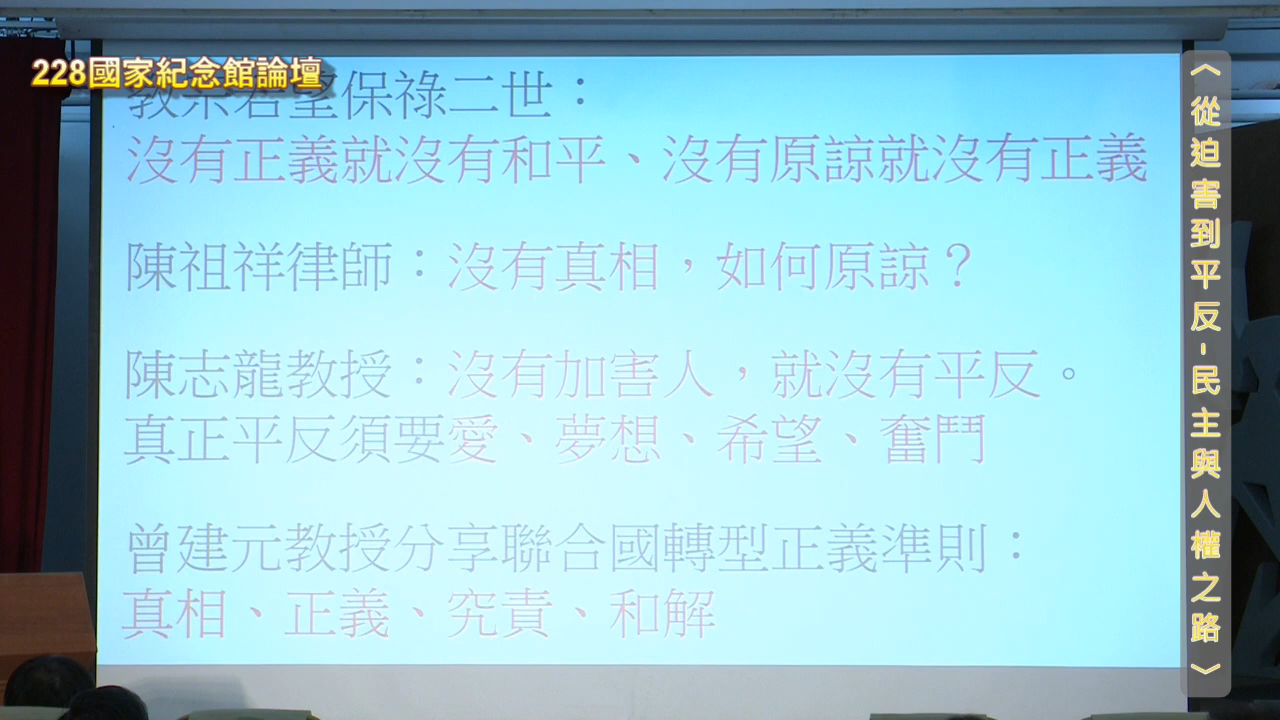 228國家紀念館論壇
教宗若望保祿二世：
沒有正義就沒有和平、沒有原諒就沒有正義
陳祖祥律師：沒有真相，如何原諒？
陳志龍教授：沒有加害人，就沒有平反。
真正平反須要愛、夢想、希望、奮鬥
曾建元教授分享聯合國轉型正義準則：
真相、正義、究責、和解
〈從迫害到平反-民主與人權之路〉